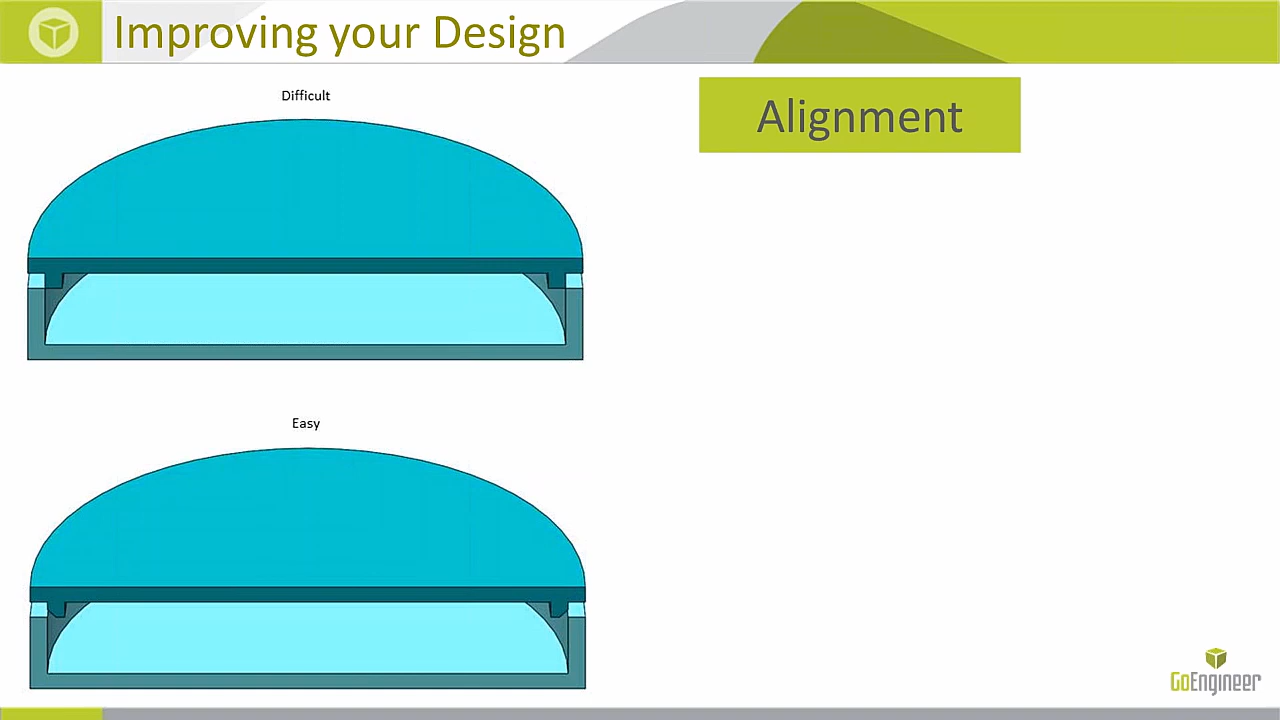 Improving your Design
Difficult
Alignment
Easy
GoEngineer